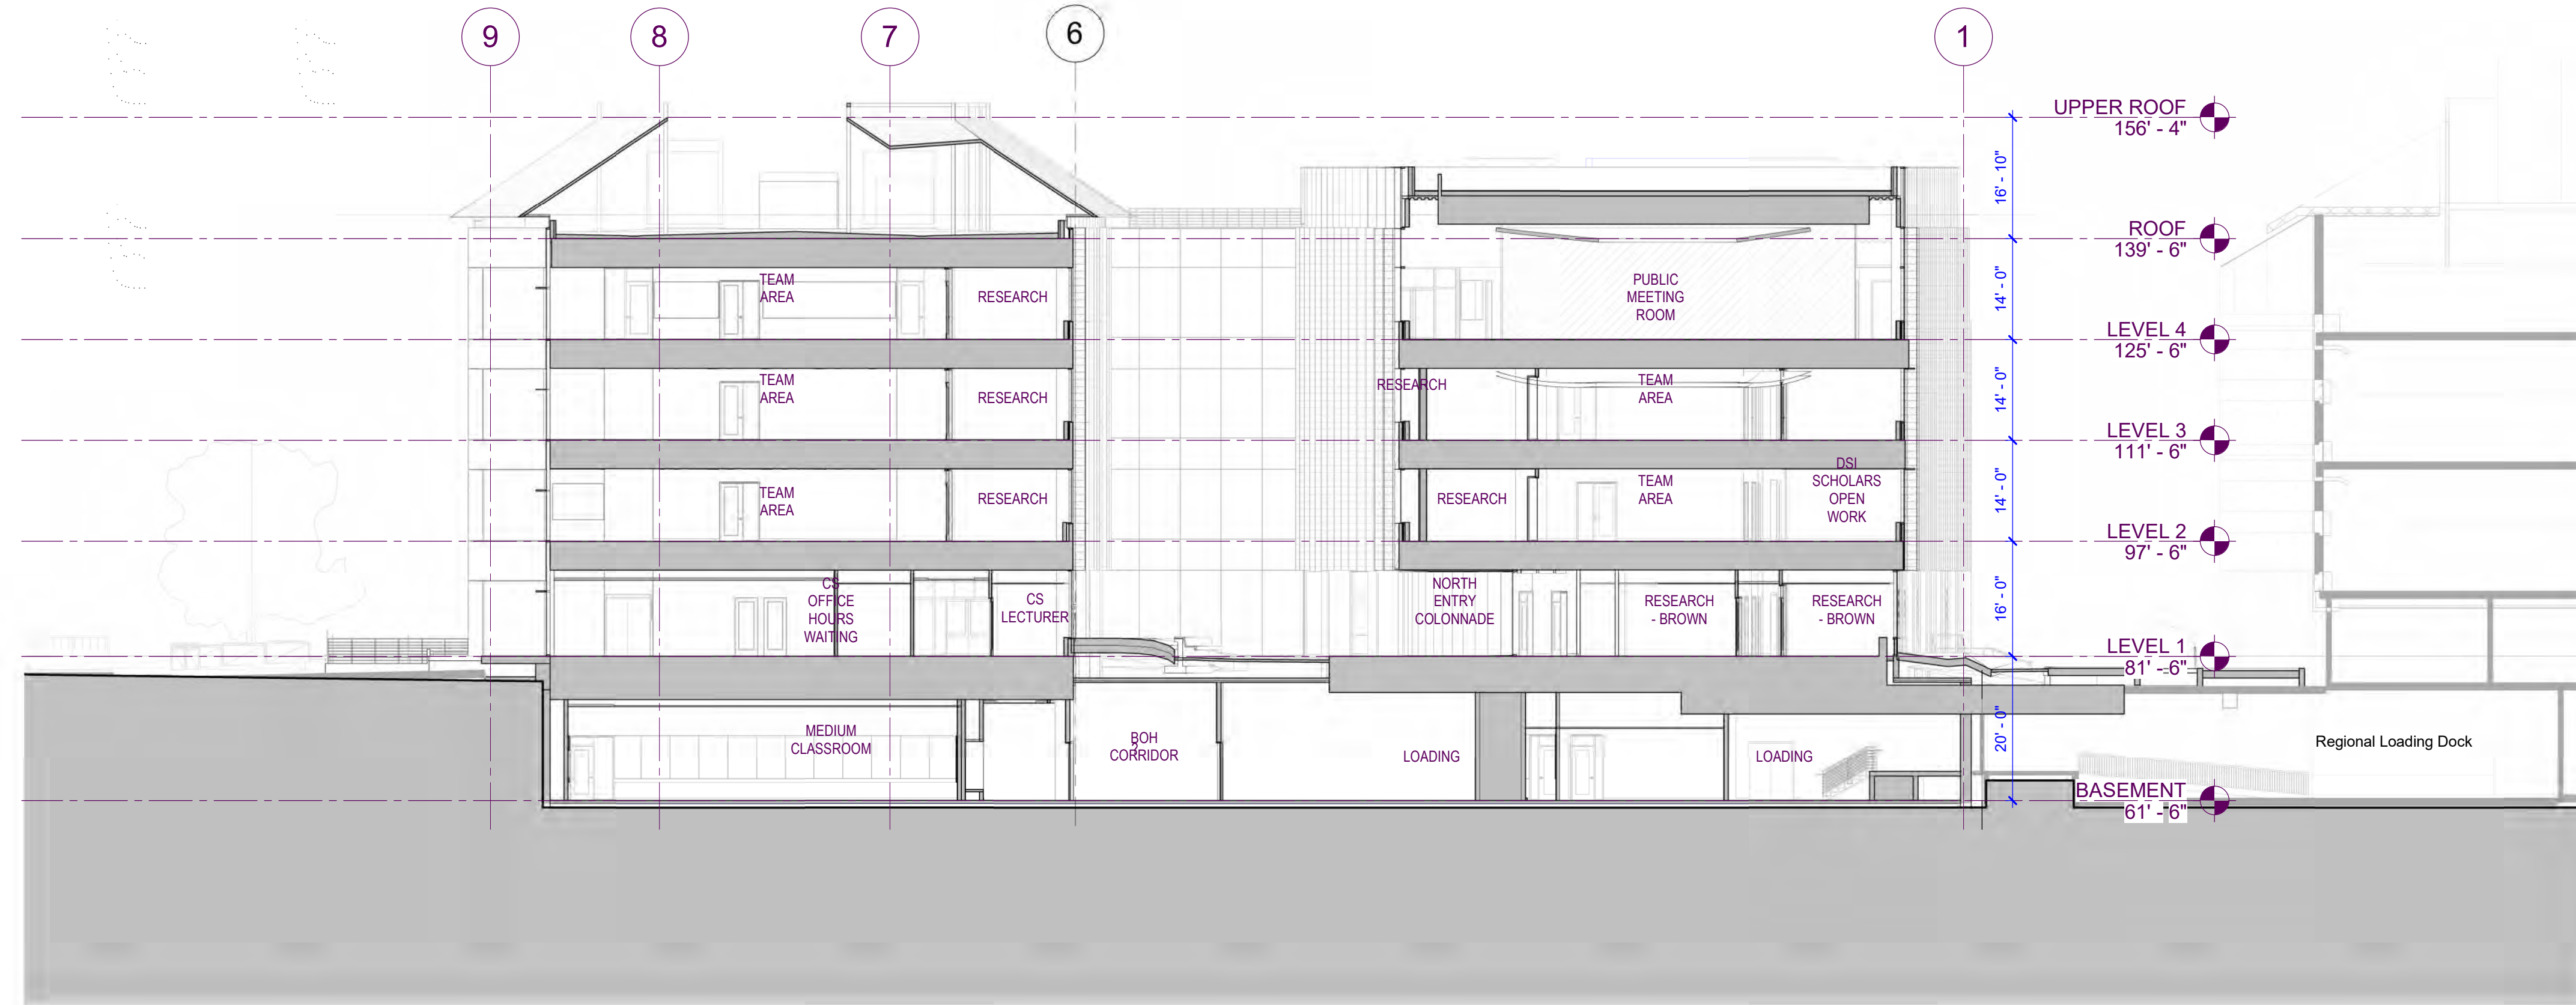 9
8
7
6
1
UPPER ROOF
156' - 4"
16' - 10"
ROOF
139' - 6"
14' - 0"
TEAM
AREA
RESEARCH
PUBLIC
MEETING
ROOM
LEVEL 4
125' - 6"
14' - 0"
TEAM
AREA
RESEARCH
RESEARCH
TEAM
AREA
LEVEL 3
111' - 6"
14' - 0"
TEAM
AREA
RESEARCH
RESEARCH
TEAM
AREA
DSI
SCHOLARS
OPEN
WORK
LEVEL 2
97' - 6"
16' - 0"
CS
OFFICE
HOURS
WAITING
CS
LECTURER
NORTH
ENTRY
COLONNADE
RESEARCH
- BROWN
RESEARCH
- BROWN
LEVEL 1
81' - 6"
20' - 0"
MEDIUM
CLASSROOM
BOH
CORRIDOR
2
LOADING
LOADING
Regional Loading Dock
BASEMENT
61' - 6"